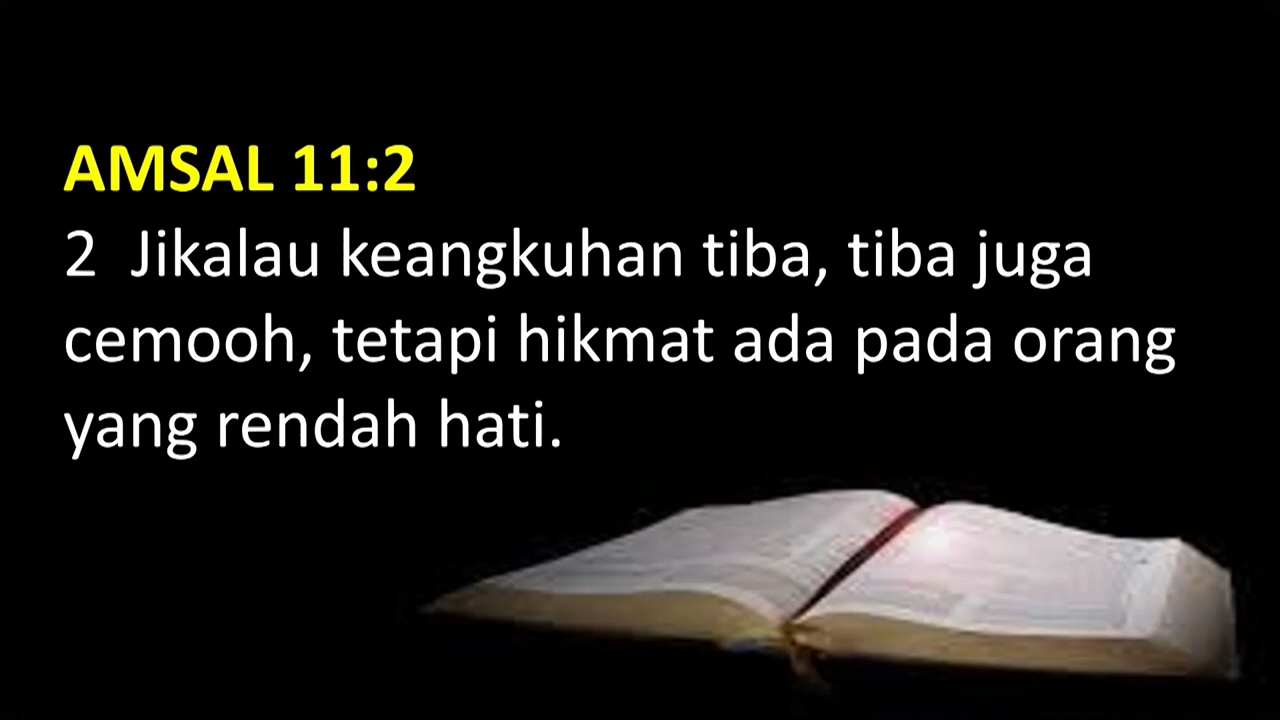 AMSAL 11:2
2 Jikalau keangkuhan tiba, tiba juga
cemooh, tetapi hikmat ada pada orang
yang rendah hati.